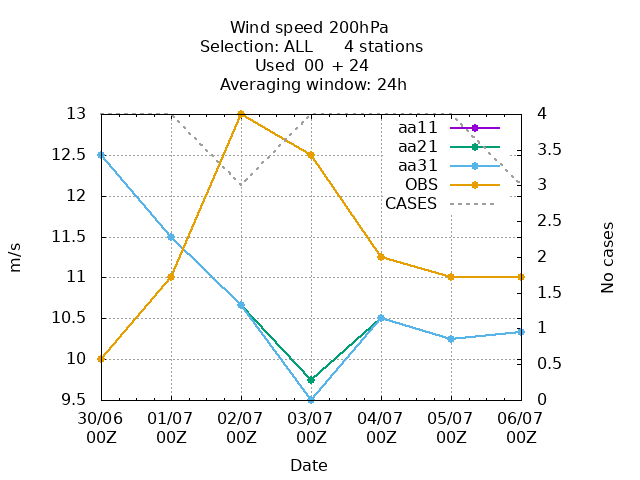 Wind speed 200hPa
Selection: ALL 4 stations
Used 00 + 24
Averaging window: 24h
13
12.5
12
11.5
11
10.5
10
9.5
m/s
4
3.5
3
2.5
2
1.5
1
0.5
0
No cases
aa11
aa21
aa31
OBS
CASES
30/06 01/07 02/07 03/07 04/07 05/07 06/07
00Z 00Z 00Z 00Z 00Z 00Z 00Z
Date